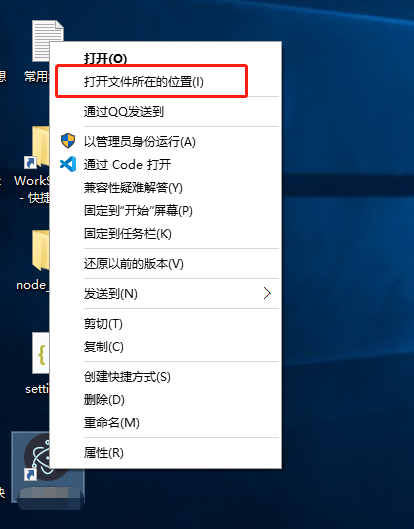 想
常用
打开(O)
打开文件所在的位置(I)
通过QQ发送到
以管理员身份运行(A)
通过 Code 打开
兼容性疑难解答(Y)
固定到"开始"屏幕(P)
固定到任务栏(K)
还原以前的版本(V)
发送到(N)
剪切(T)
复制(C)
创建快捷方式(S)
删除(D)
重命名(M)
属性(R)
WorkS
- 快捷
node_
{
setti
快